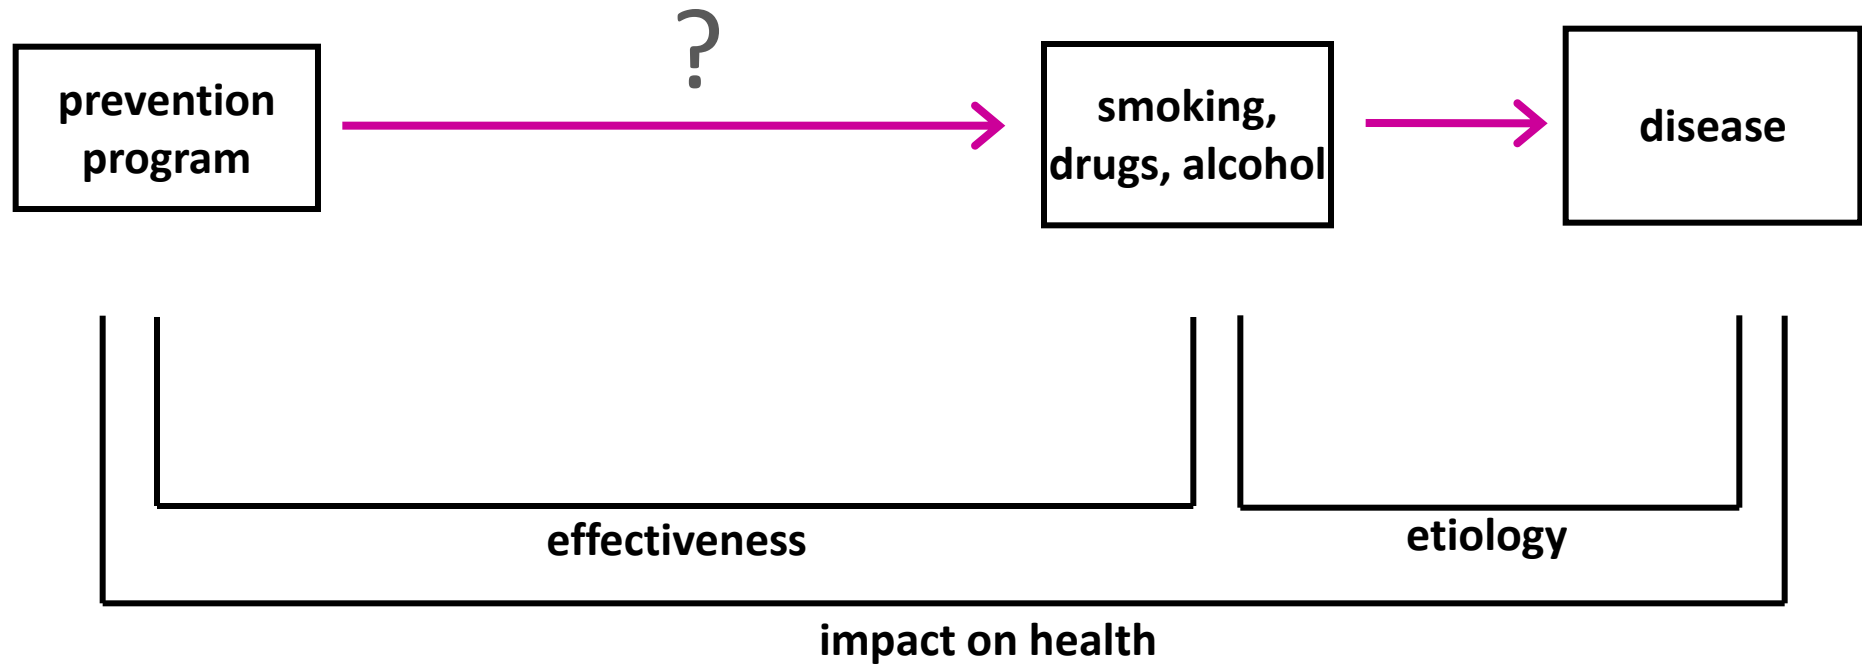 ?
prevention
program
smoking,
drugs, alcohol
disease
effectiveness
etiology
impact on health